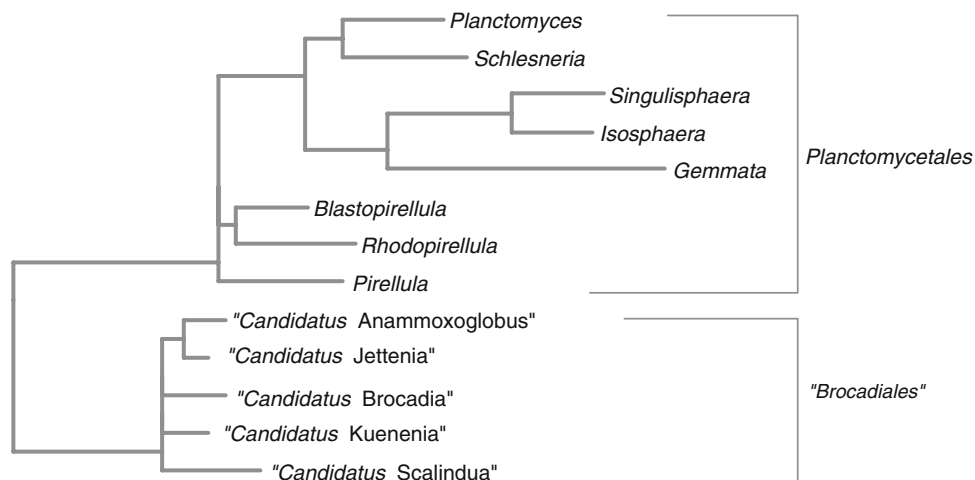 Planctomyces
Schlesneria
Singulisphaera
Isosphaera
Gemmata
Planctomycetales
Blastopirellula
Rhodopirellula
Pirellula
"Candidatus Anammoxoglobus"
"Candidatus Jettenia"
"Candidatus Brocadia"
"Brocadiales"
"Candidatus Kuenenia"
"Candidatus Scalindua"